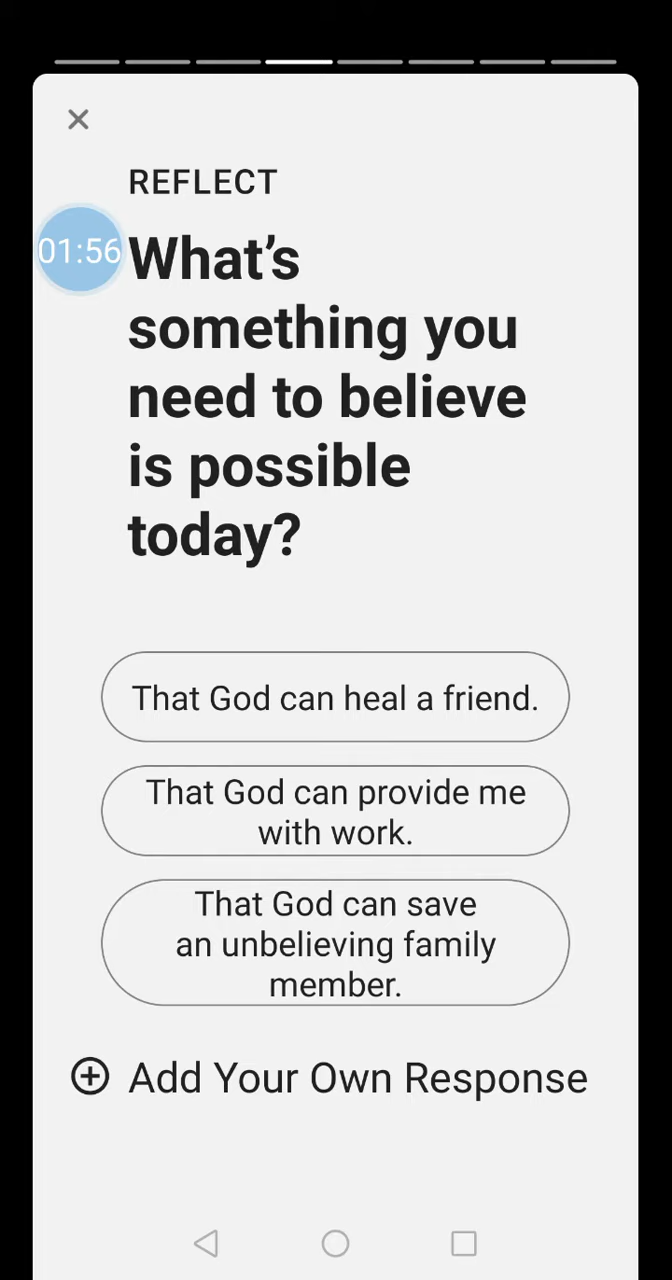 REFLECT
01:56
What’s
something you
need to believe
is possible
today?
That God can heal a friend.
That God can provide me
with work.
That God can save
an unbelieving family
member.
Add Your Own Response